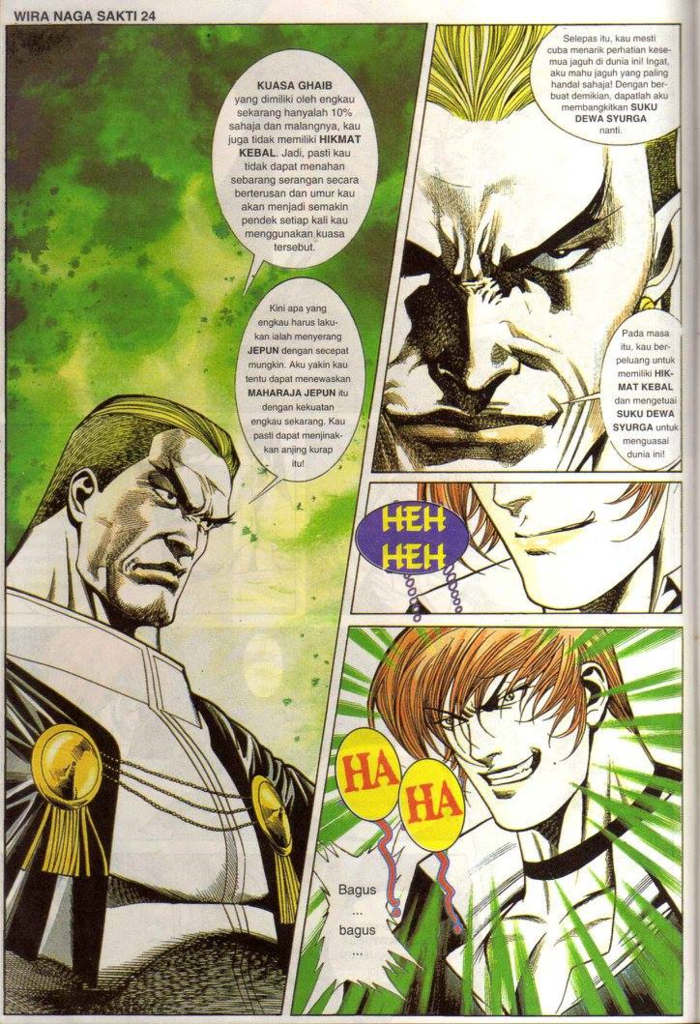 WIRA NAGA SAKTI 24
KUASA GHAIB
yang dimiliki oleh engkau
sekarang hanyalah 10%
sahaja dan malangnya, kau
juga tidak memiliki HIKMAT
KEBAL. Jadi, pasti kau
tidak dapat menahan
sebarang serangan secara
berterusan dan umur kau
akan menjadi semakin
pendek setiap kali kau
menggunakan kuasa
tersebut.
Kini apa yang
engkau harus laku-
kan ialah menyerang
JEPUN dengan secepat
mungkin. Aku yakin kau
tentu dapat menewaskan
MAHARAJA JEPUN itu
dengan kekuatan
engkau sekarang. Kau
pasti dapat menjinak-
kan anjing kurap
itu!
Selepas itu, kau mesti
cuba menarik perhatian kese-
mua jaguh di dunia ini! Ingat,
aku mahu jaguh yang paling
handal sahaja! Dengan ber-
buat demikian, dapatlah aku
membangkitkan SUKU
DEWA SYURGA
nanti.
Pada masa
itu, kau ber-
peluang untuk
memiliki HIK-
MAT KEBAL
dan mengetuai
SUKU DEWA
SYURGA untuk
menguasai
dunia ini!
HEH
HEH
HA
HA
Bagus
...
bagus
...